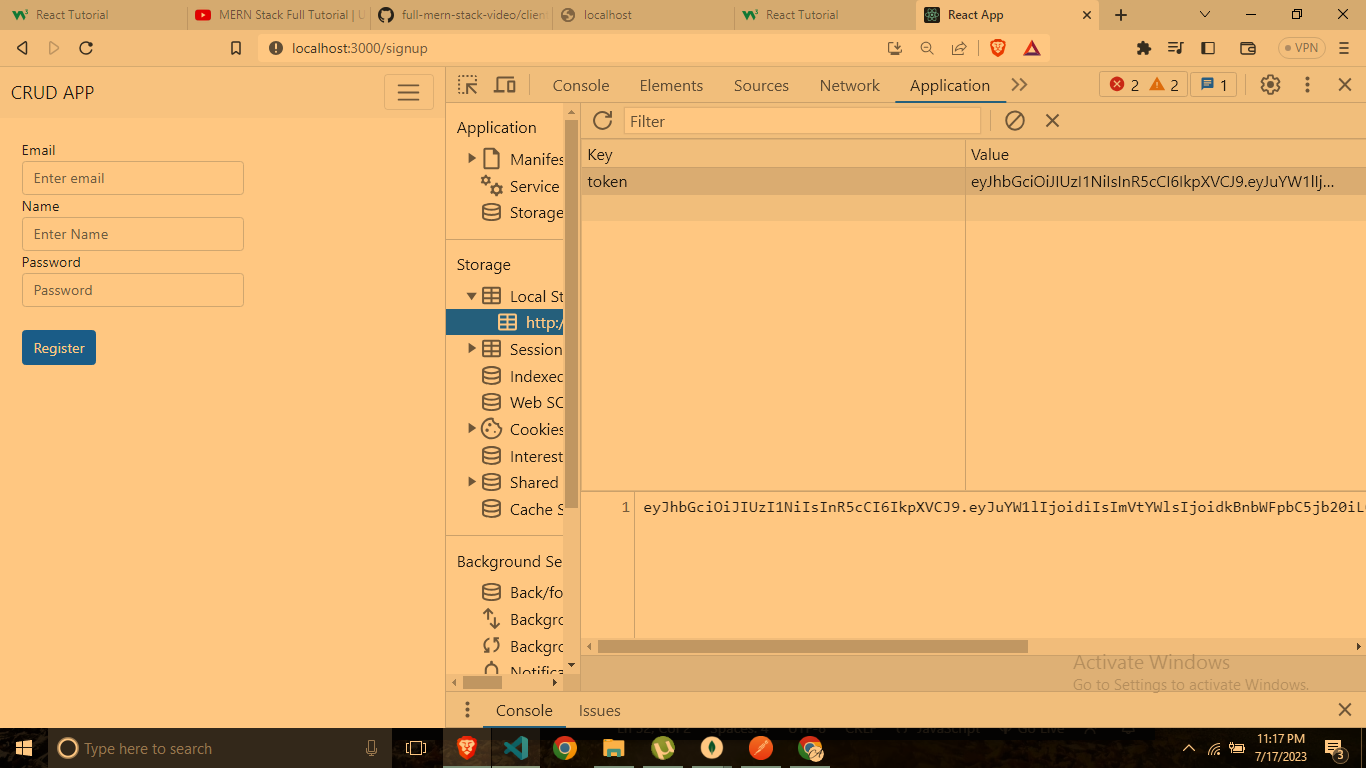 React Tutorial
MERN Stack Full Tutorial | U
full-mern-stack-video/clien
localhost
React Tutorial
React App
localhost:3000/signup
VPN
CRUD APP
Email
Enter email
Name
Enter Name
Password
Password
Register
Console
Elements
Sources
Network
Application
2
2
1
Application
Manifes
Service
Storage
Storage
Local St
http:/
Session
Indexed
Web SC
Cookies
Interest
Shared
Cache S
Background Se
Back/fo
Backgro
Backgro
Notifica
Filter
Key
Value
token
eyJhbGciOiJIUzI1NiIsInR5cCI6IkpXVCJ9.eyJuYW1lIj...
1
eyJhbGciOiJIUzI1NiIsInR5cCI6IkpXVCJ9.eyJuYW1lIjoidiIsImVtYWlsIjoidkBnbWFpbC5jb20iL
Activate Windows
Go to Settings to activate Windows.
Console
Issues
Type here to search
11:17 PM
7/17/2023
3